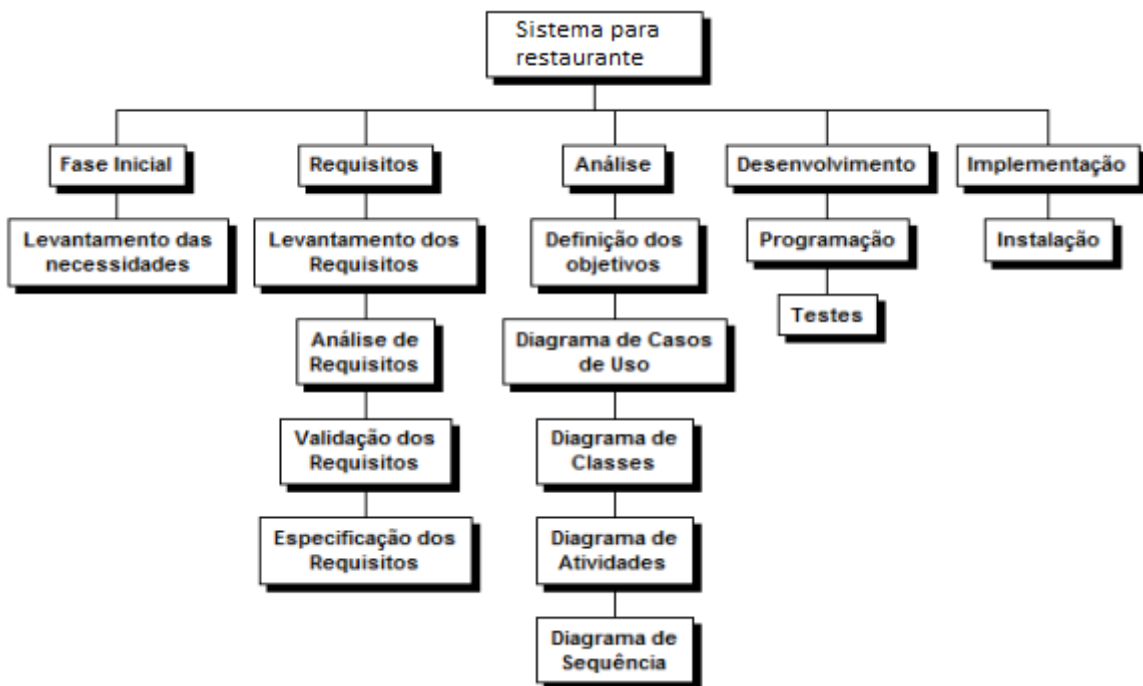 Sistema para
restaurante
Fase Inicial
Requisitos
Análise
Desenvolvimento
Implementação
Levantamento das
necessidades
Levantamento dos
Requisitos
Definição dos
objetivos
Programação
Instalação
Análise de
Requisitos
Diagrama de Casos
de Uso
Testes
Validação dos
Requisitos
Diagrama de
Classes
Especificação dos
Requisitos
Diagrama de
Atividades
Diagrama de
Sequência